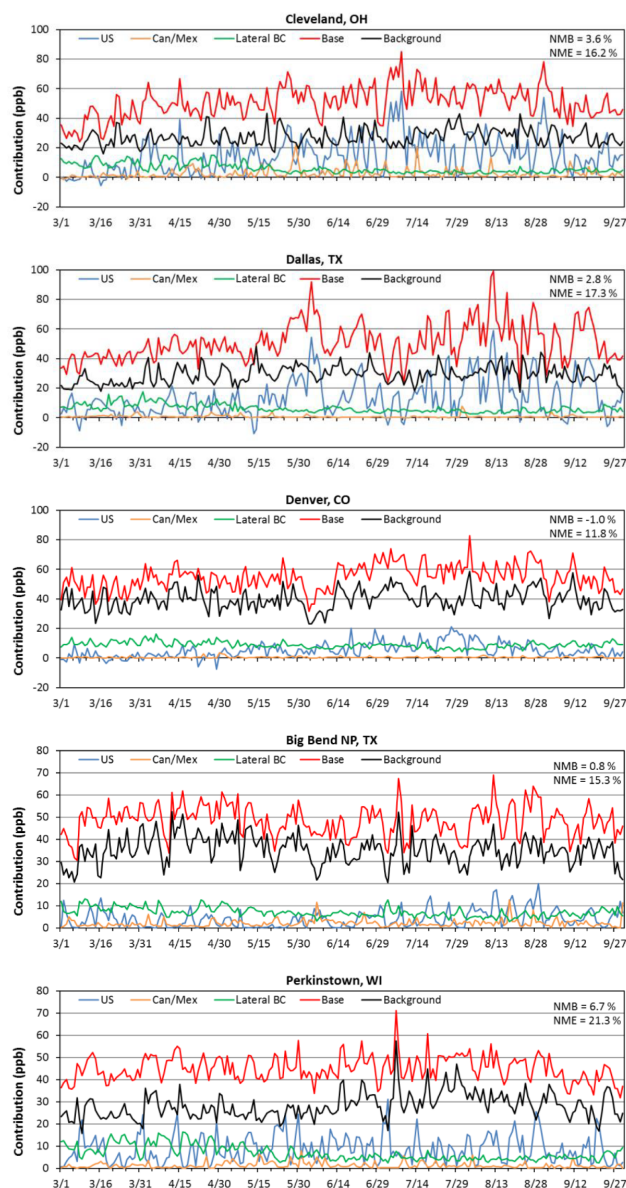 Cleveland, OH
US Can/Mex Lateral BC Base Background
NMB = 3.6 %
NME = 16.2 %
Contribution (ppb)
100
80
60
40
20
0
-20
3/1 3/16 3/31 4/15 4/30 5/15 5/30 6/14 6/29 7/14 7/29 8/13 8/28 9/12 9/27
Dallas, TX
US Can/Mex Lateral BC Base Background
NMB = 2.8 %
NME = 17.3 %
Contribution (ppb)
100
80
60
40
20
0
-20
3/1 3/16 3/31 4/15 4/30 5/15 5/30 6/14 6/29 7/14 7/29 8/13 8/28 9/12 9/27
Denver, CO
US Can/Mex Lateral BC Base Background
NMB = -1.0 %
NME = 11.8 %
Contribution (ppb)
100
80
60
40
20
0
-20
3/1 3/16 3/31 4/15 4/30 5/15 5/30 6/14 6/29 7/14 7/29 8/13 8/28 9/12 9/27
Big Bend NP, TX
US Can/Mex Lateral BC Base Background
NMB = 0.8 %
NME = 15.3 %
Contribution (ppb)
80
70
60
50
40
30
20
10
0
3/1 3/16 3/31 4/15 4/30 5/15 5/30 6/14 6/29 7/14 7/29 8/13 8/28 9/12 9/27
Perkinstown, WI
US Can/Mex Lateral BC Base Background
NMB = 6.7 %
NME = 21.3 %
Contribution (ppb)
80
70
60
50
40
30
20
10
0
3/1 3/16 3/31 4/15 4/30 5/15 5/30 6/14 6/29 7/14 7/29 8/13 8/28 9/12 9/27